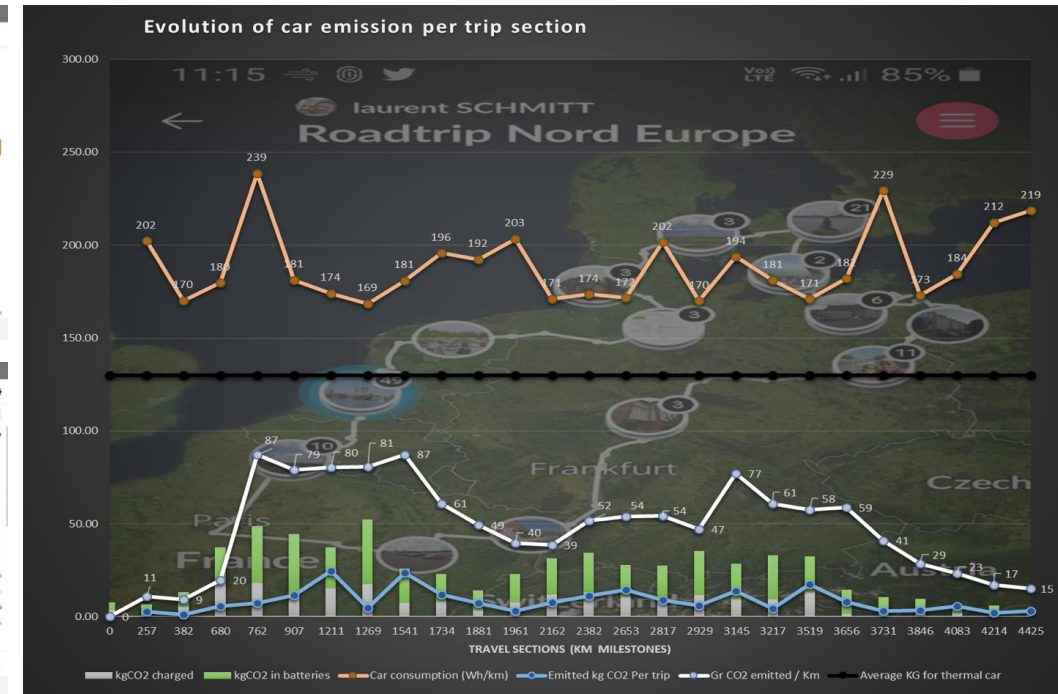 Evolution of car emission per trip section
300.00
11:15
Vo)) LTE 85%
laurent SCHMITT
Roadtrip Nord Europe
250.00
239
229
21
3
219
212
202 203 202
200.00
196 192 194
2
180 181 174 181 174 181 182 184
170 169 171 172 170 171 173
3
6
3
150.00
11
49
3
100.00
87 79 80 81 87
77
10
Frankfurt
Czech
Paris
61 61 58 59
49 52 54 54 47
50.00
40 39 41
France
Austria
Switzerland
29 23 17 15
11 9 20
0
0.00
0 257 382 680 762 907 1211 1269 1541 1734 1881 1961 2162 2382 2653 2817 2929 3145 3217 3519 3656 3731 3846 4083 4214 4425
TRAVEL SECTIONS (KM MILESTONES)
kgCO2 charged kgCO2 in batteries Car consumption (Wh/km) Emitted kg CO2 Per trip Gr CO2 emitted / Km Average KG for thermal car